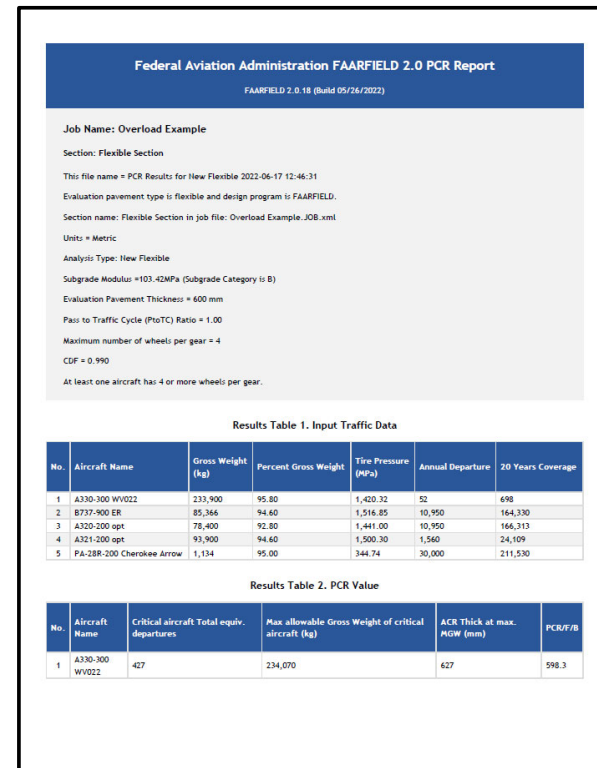 Federal Aviation Administration FAARFIELD 2.0 PCR Report
FAARFIELD 2.0.18 (Build 05/26/2022)
Job Name: Overload Example
Section: Flexible Section
This file name = PCR Results for New Flexible 2022-06-17 12:46:31
Evaluation pavement type is flexible and design program is FAARFIELD.
Section name: Flexible Section in job file: Overload Example.JOB.xml
Units = Metric
Analysis Type: New Flexible
Subgrade Modulus =103.42MPa (Subgrade Category is B)
Evaluation Pavement Thickness = 600 mm
Pass to Traffic Cycle (PtoTC) Ratio = 1.00
Maximum number of wheels per gear = 4
CDF = 0.990
At least one aircraft has 4 or more wheels per gear.
Results Table 1. Input Traffic Data
No. Aircraft Name Gross Weight (kg) Percent Gross Weight Tire Pressure (MPa) Annual Departure 20 Years Coverage
1 A330-300 WV022 233,900 95.80 1,420.32 52 698
2 B737-900 ER 85,366 94.60 1,516.85 10,950 164,330
3 A320-200 opt 78,400 92.80 1,441.00 10,950 166,313
4 A321-200 opt 93,900 94.60 1,500.30 1,560 24,109
5 PA-28R-200 Cherokee Arrow 1,134 95.00 344.74 30,000 211,530
Results Table 2. PCR Value
No. Aircraft Name Critical aircraft Total equiv. departures Max allowable Gross Weight of critical aircraft (kg) ACR Thick at max. MGW (mm) PCR/F/B
1 A330-300 WV022 427 234,070 627 598.3